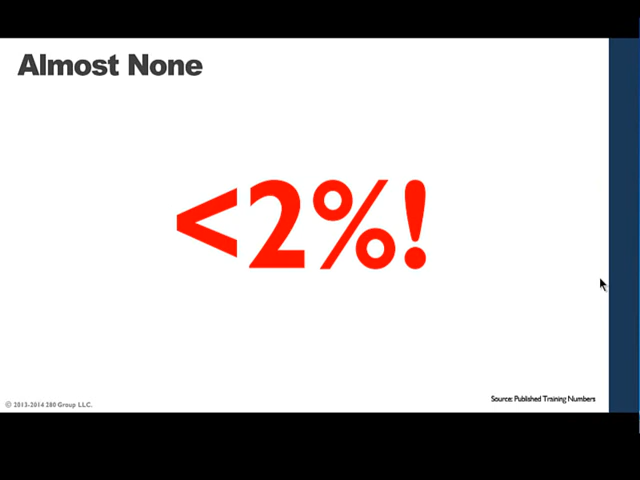 Almost None
<2%!
Source: Published Training Numbers
© 2013-2014 280 Group LLC.